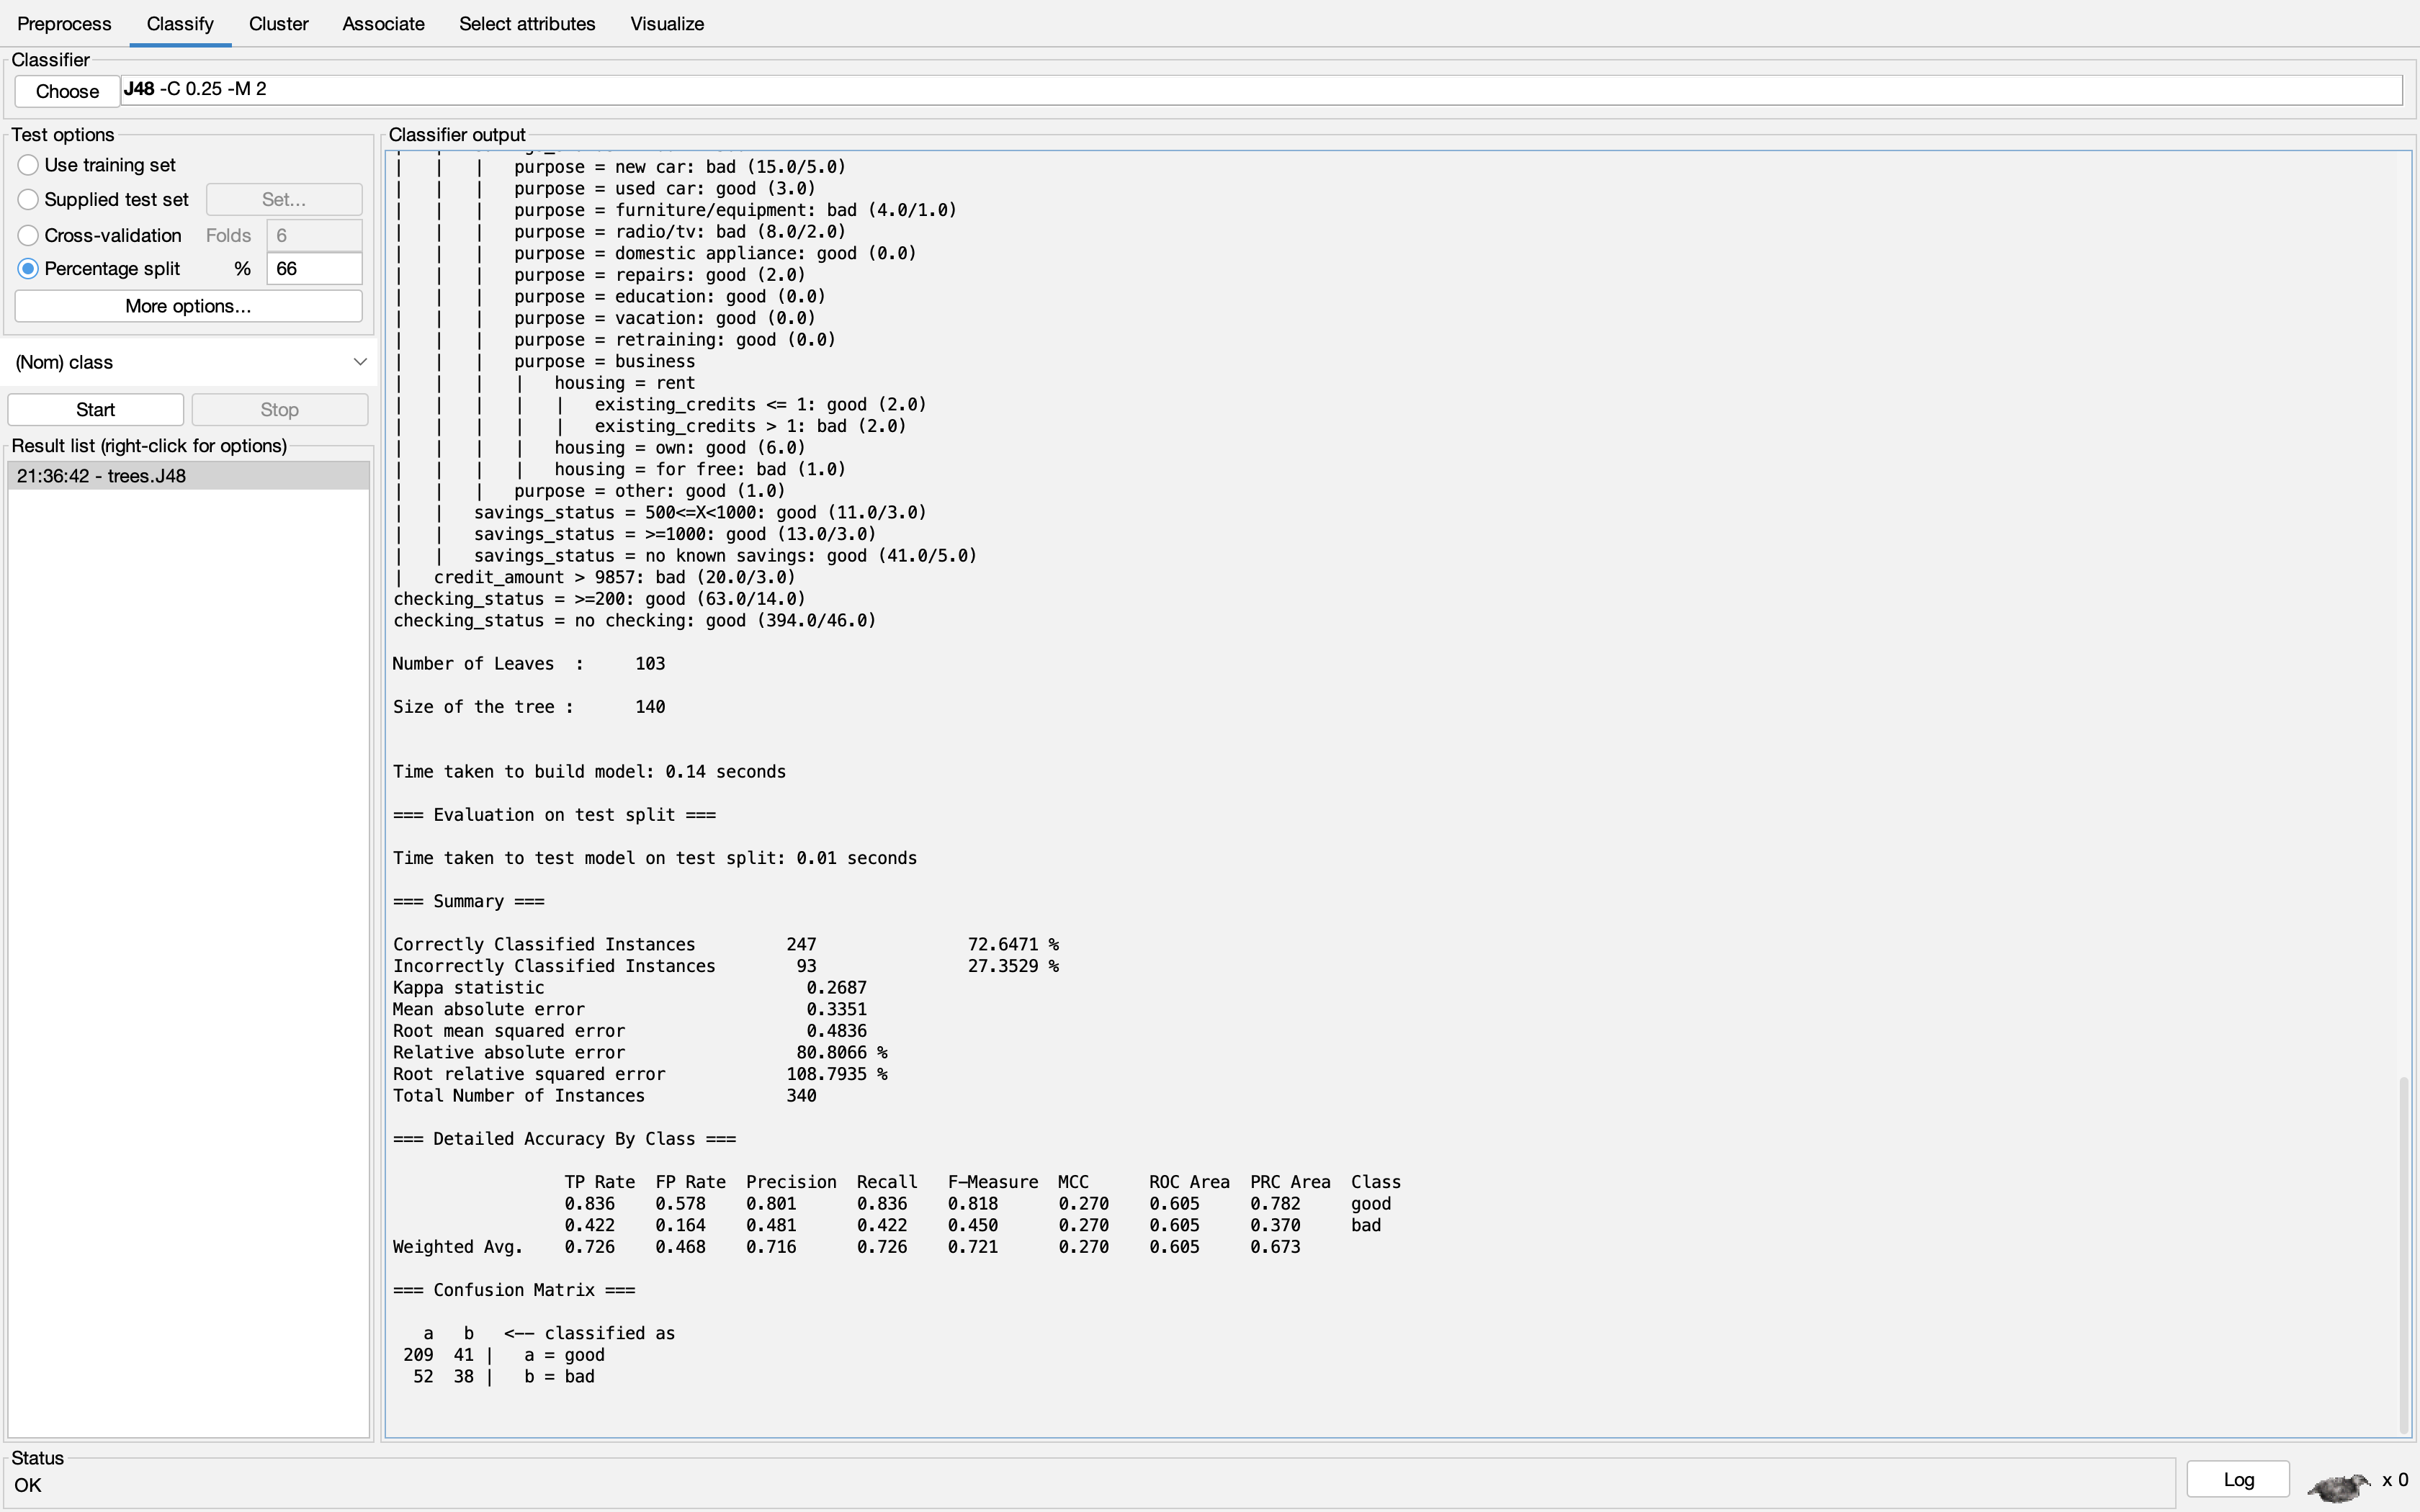 Preprocess Classify Cluster Associate Select attributes Visualize
Classifier
Choose J48 -C 0.25 -M 2
Test options
Use training set
Supplied test set Set...
Cross-validation Folds 6
Percentage split % 66
More options...
(Nom) class
Start Stop
Result list (right-click for options)
21:36:42 - trees.J48
Classifier output
| | | purpose = new car: bad (15.0/5.0)
| | | purpose = used car: good (3.0)
| | | purpose = furniture/equipment: bad (4.0/1.0)
| | | purpose = radio/tv: bad (8.0/2.0)
| | | purpose = domestic appliance: good (0.0)
| | | purpose = repairs: good (2.0)
| | | purpose = education: good (0.0)
| | | purpose = vacation: good (0.0)
| | | purpose = retraining: good (0.0)
| | | purpose = business
| | | | housing = rent
| | | | | existing_credits <= 1: good (2.0)
| | | | | existing_credits > 1: bad (2.0)
| | | | housing = own: good (6.0)
| | | | housing = for free: bad (1.0)
| | | purpose = other: good (1.0)
| | savings_status = 500<=X<1000: good (11.0/3.0)
| | savings_status = >=1000: good (13.0/3.0)
| | savings_status = no known savings: good (41.0/5.0)
| credit_amount > 9857: bad (20.0/3.0)
checking_status = >=200: good (63.0/14.0)
checking_status = no checking: good (394.0/46.0)
Number of Leaves : 103
Size of the tree : 140
Time taken to build model: 0.14 seconds
=== Evaluation on test split ===
Time taken to test model on test split: 0.01 seconds
=== Summary ===
Correctly Classified Instances 247 72.6471 %
Incorrectly Classified Instances 93 27.3529 %
Kappa statistic 0.2687
Mean absolute error 0.3351
Root mean squared error 0.4836
Relative absolute error 80.8066 %
Root relative squared error 108.7935 %
Total Number of Instances 340
=== Detailed Accuracy By Class ===
TP Rate FP Rate Precision Recall F-Measure MCC ROC Area PRC Area Class
0.836 0.578 0.801 0.836 0.818 0.270 0.605 0.782 good
0.422 0.164 0.481 0.422 0.450 0.270 0.605 0.370 bad
Weighted Avg. 0.726 0.468 0.716 0.726 0.721 0.270 0.605 0.673
=== Confusion Matrix ===
a b <-- classified as
209 41 | a = good
52 38 | b = bad
Status
OK
Log x 0